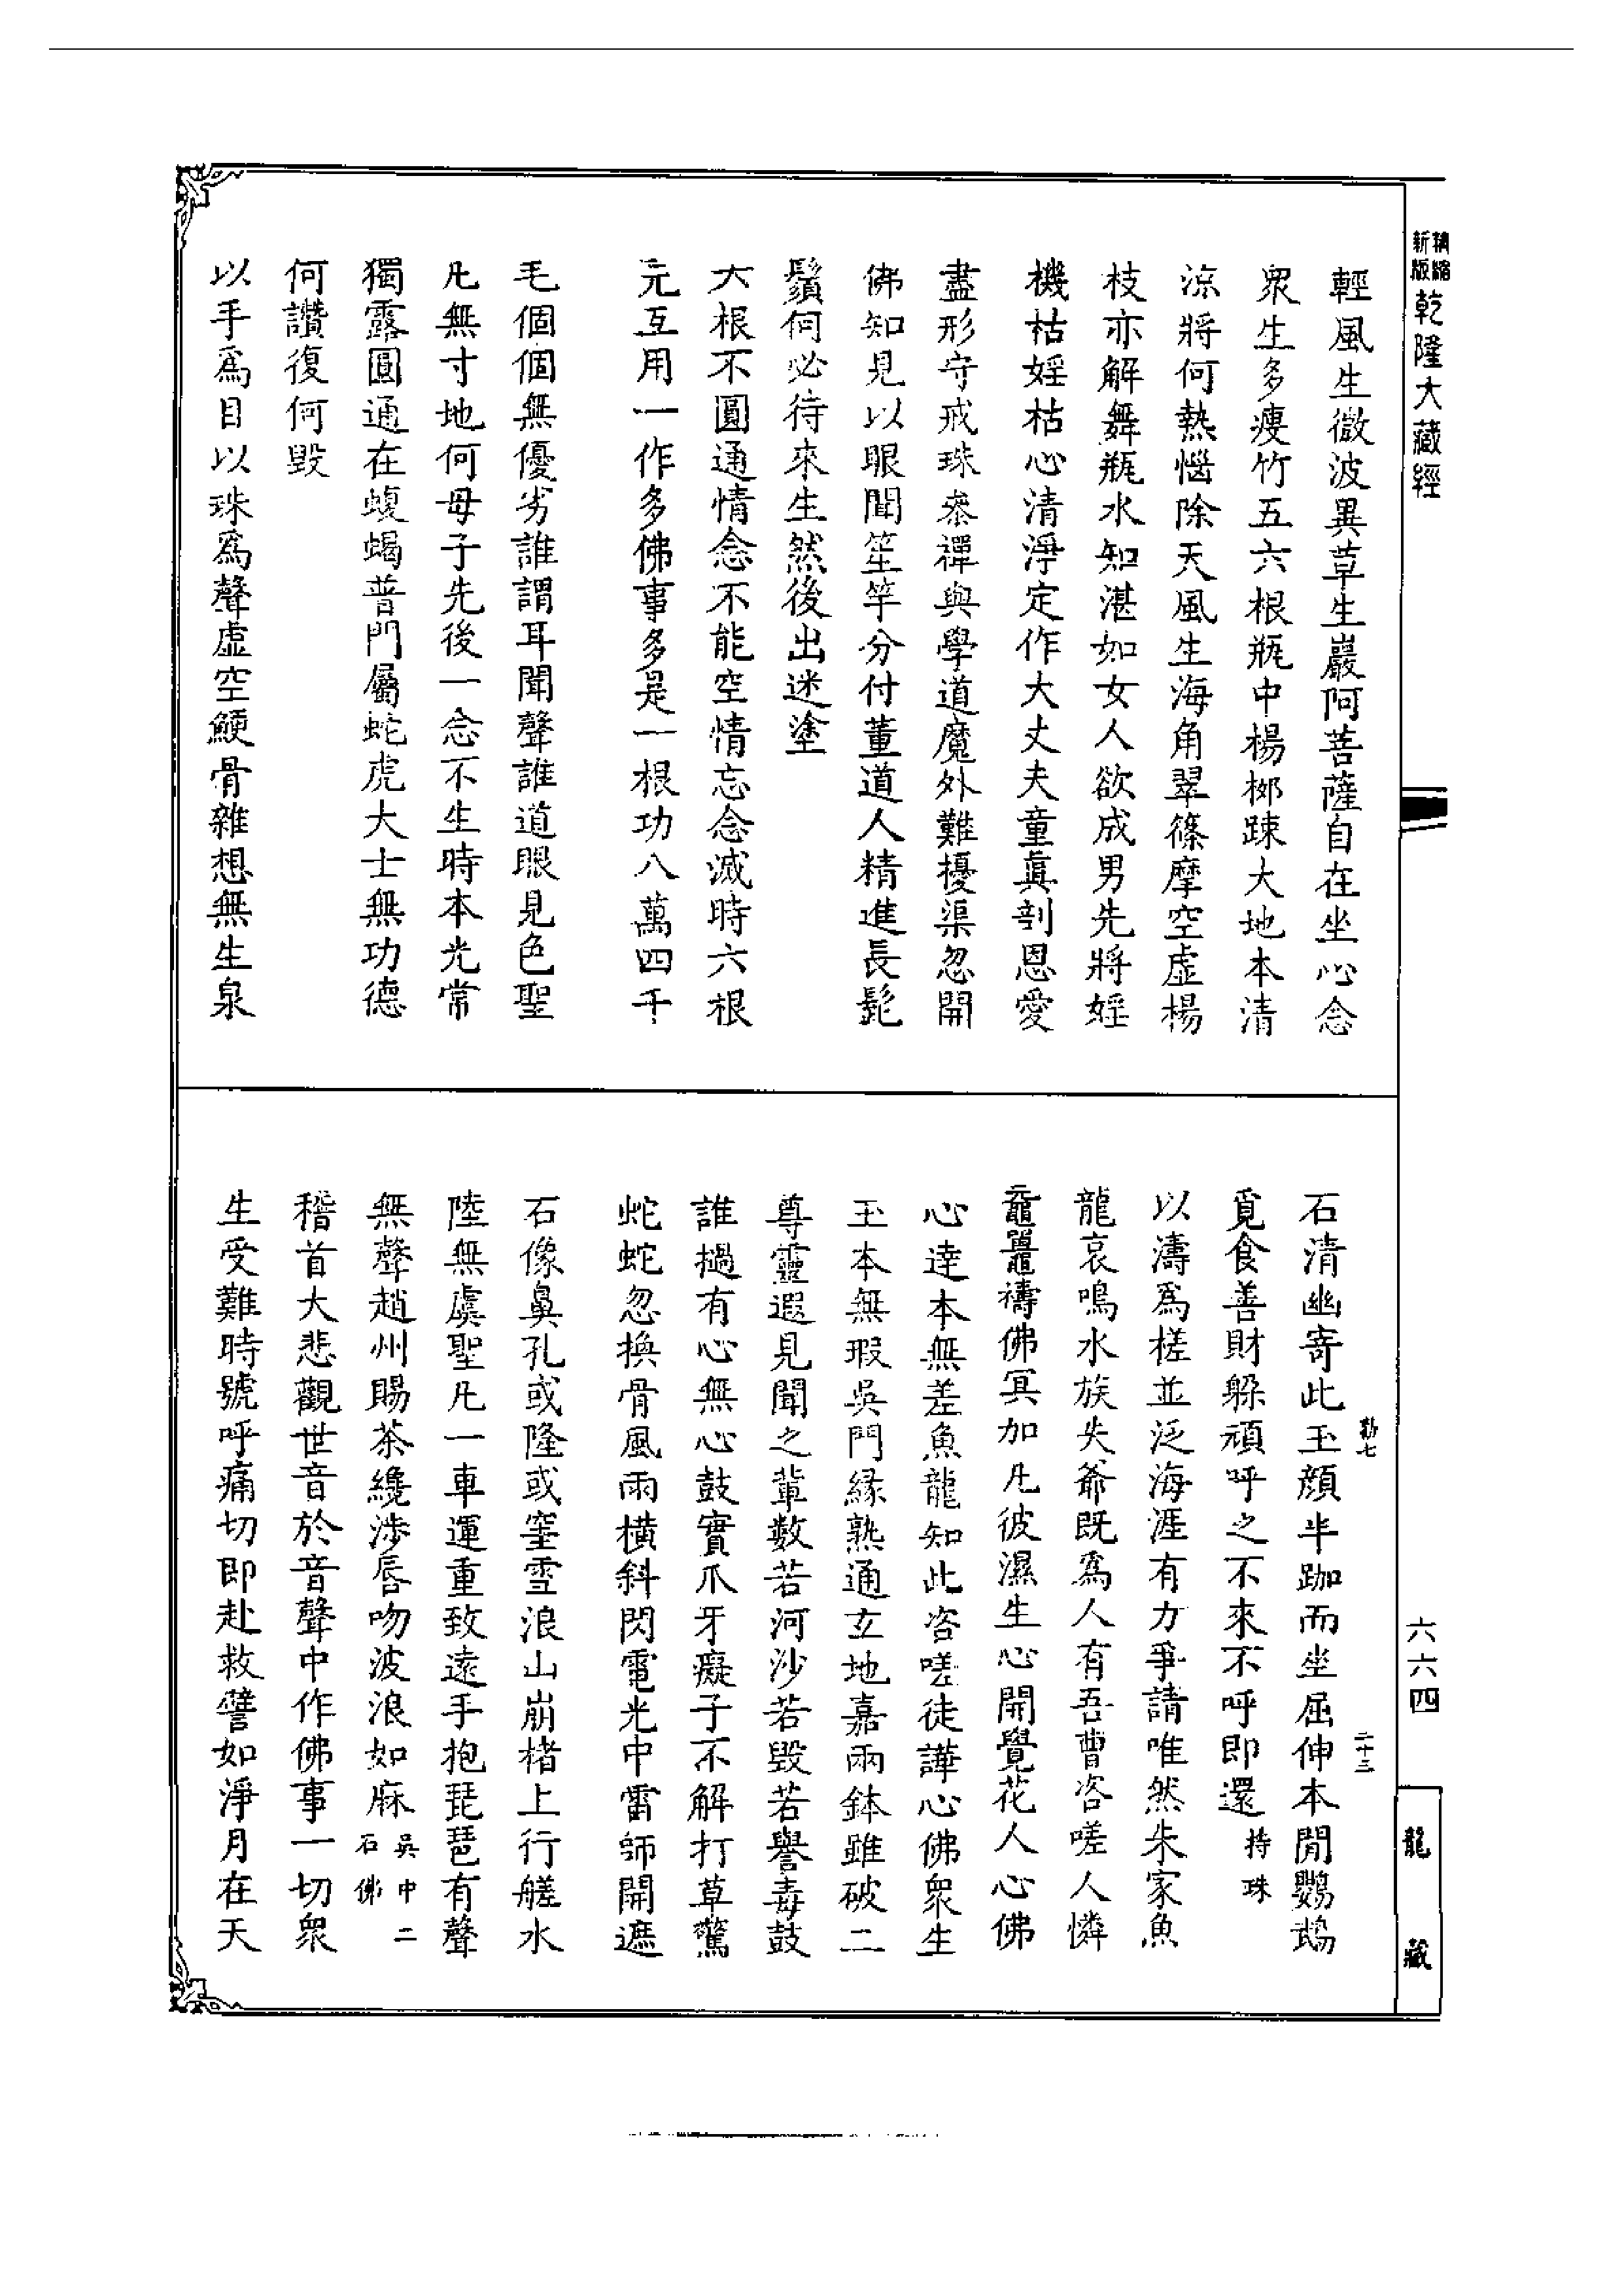 精縮新版乾隆大藏經
輕風生微波異草生巖阿菩薩自在坐心念
衆生多瘦竹五六根瓶中楊栁踈大地本清
涼將何熱惱除天風生海角翠篠摩空虛楊
枝亦解舞瓶水知湛如女人欲成男先將婬
機枯婬枯心清淨定作大丈夫童眞割恩愛
盡形守戒珠叅禪與學道魔外難擾渠忽開
佛知見以眼聞笙竽分付董道人精進長髭
鬚何必待來生然後出迷塗
六根不圓通情念不能空情忘念滅時六根
元互用一作多佛事多是一根功八萬四千
毛個個無優劣誰謂耳聞聲誰道眼見色聖
凡無寸地何毋子先後一念不生時本光常
獨露圓通在蝮蝎普門屬蛇虎大士無功德
何讚復何毀
以手爲目以珠爲聲虛空鯁骨雜想無生泉
石清幽寄此玉顔半跏而坐屈伸本閒鸚鵡
覓食善財躱頑呼之不來不呼即還持珠
以濤爲槎並泛海涯有力爭請唯然朱家魚
龍哀鳴水族失爺既爲人有吾曹咨嗟人憐
黿鼉禱佛冥加凡彼濕生心開覺花人心佛
心達本無差魚龍知此咨嗟徒譁心佛衆生
玉本無瑕吳門緣熟通玄地嘉兩鉢雖破二
尊靈遐見聞之輩數若河沙若毀若譽毒鼓
誰撾有心無心鼓實爪牙癡子不解打草驚
蛇蛇忽換骨風雨橫斜閃電光中雷師開遮
石像鼻孔或隆或窪雪浪山崩楮上行艖水
陸無虞聖凡一車運重致遠手抱琵琶有聲
無聲趙州賜茶纔涉唇吻波浪如麻吳中二石佛
稽首大悲觀世音於音聲中作佛事一切衆
生受難時號呼痛切即赴救譬如淨月在天
勒七
二十三
六六四
龍藏